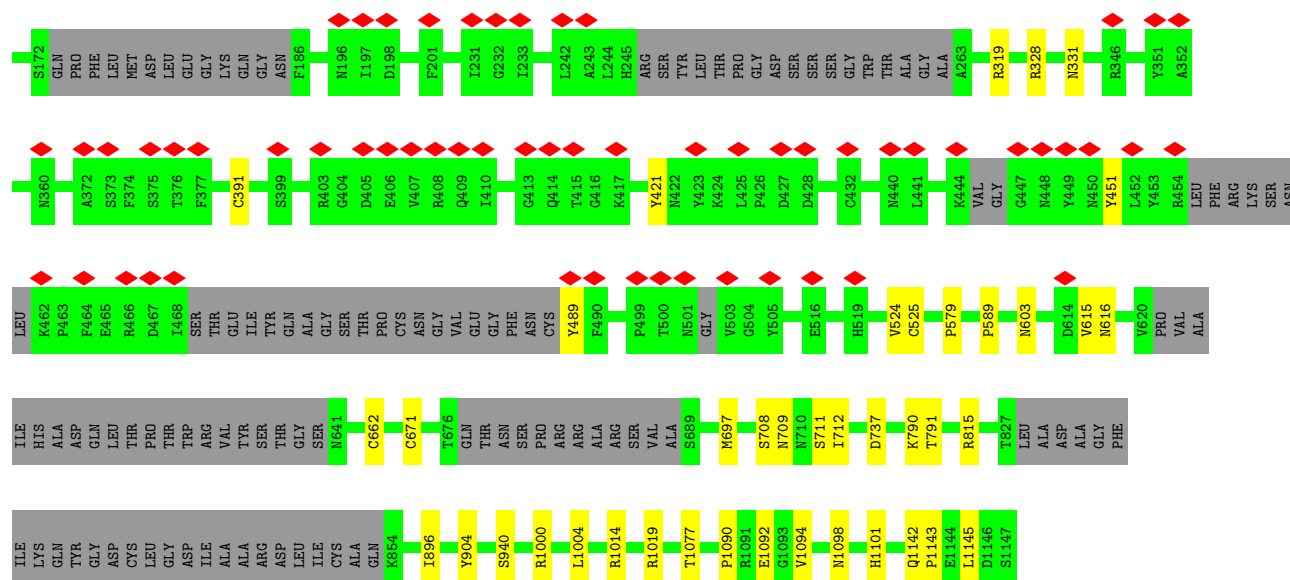 S172 GLN PRO PHE LEU MET ASP LEU GLU GLY LYS GLN GLY ASN F186 N196 I197 D198 F201 I231 G232 I233 L242 A243 L244 H245 ARG SER TYR LEU THR PRO GLY ASP SER SER SER GLY TRP THR ALA GLY ALA A263 R319 R328 N331 R346 Y351 A352
N360 A372 S373 F374 S375 T376 F377 C391 S399 R403 G404 D405 E406 V407 R408 Q409 I410 G413 Q414 T415 G416 K417 Y421 N422 Y423 K424 L425 P426 D427 D428 C432 N440 L441 K444 VAL GLY G447 N448 Y449 N450 Y451 L452 Y453 R454 LEU PHE ARG LYS SER ASN
LEU K462 P463 F464 E465 R466 D467 I468 SER THR GLU ILE TYR GLN ALA GLY SER THR PRO CYS ASN GLY VAL GLU GLY PHE ASN CYS Y489 F490 P499 T500 N501 GLY V503 G504 Y505 E516 H519 V524 C525 P579 P589 N603 D614 V615 N616 V620 PRO VAL ALA
ILE HIS ALA ASP GLN LEU THR PRO THR TRP ARG VAL TYR SER THR GLY SER N641 C662 C671 T676 GLN THR ASN SER PRO ARG ARG ALA ARG SER VAL ALA S689 M697 S708 N709 N710 S711 I712 D737 K790 T791 R815 T827 LEU ALA ASP ALA GLY PHE
ILE LYS GLN TYR GLY ASP CYS LEU GLY ASP ILE ALA ALA ARG ASP LEU ILE CYS ALA GLN K854 I896 Y904 S940 R1000 L1004 R1014 R1019 T1077 P1090 R1091 E1092 G1093 V1094 N1098 H1101 Q1142 P1143 E1144 L1145 D1146 S1147